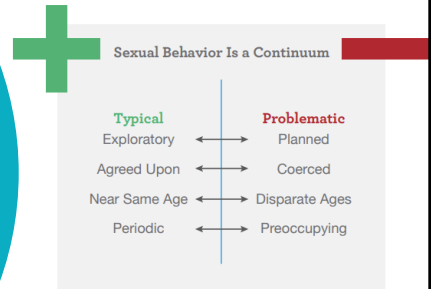 Sexual Behavior Is a Continuum
Typical Problematic
Exploratory Planned
Agreed Upon Coerced
Near Same Age Disparate Ages
Periodic Preoccupying